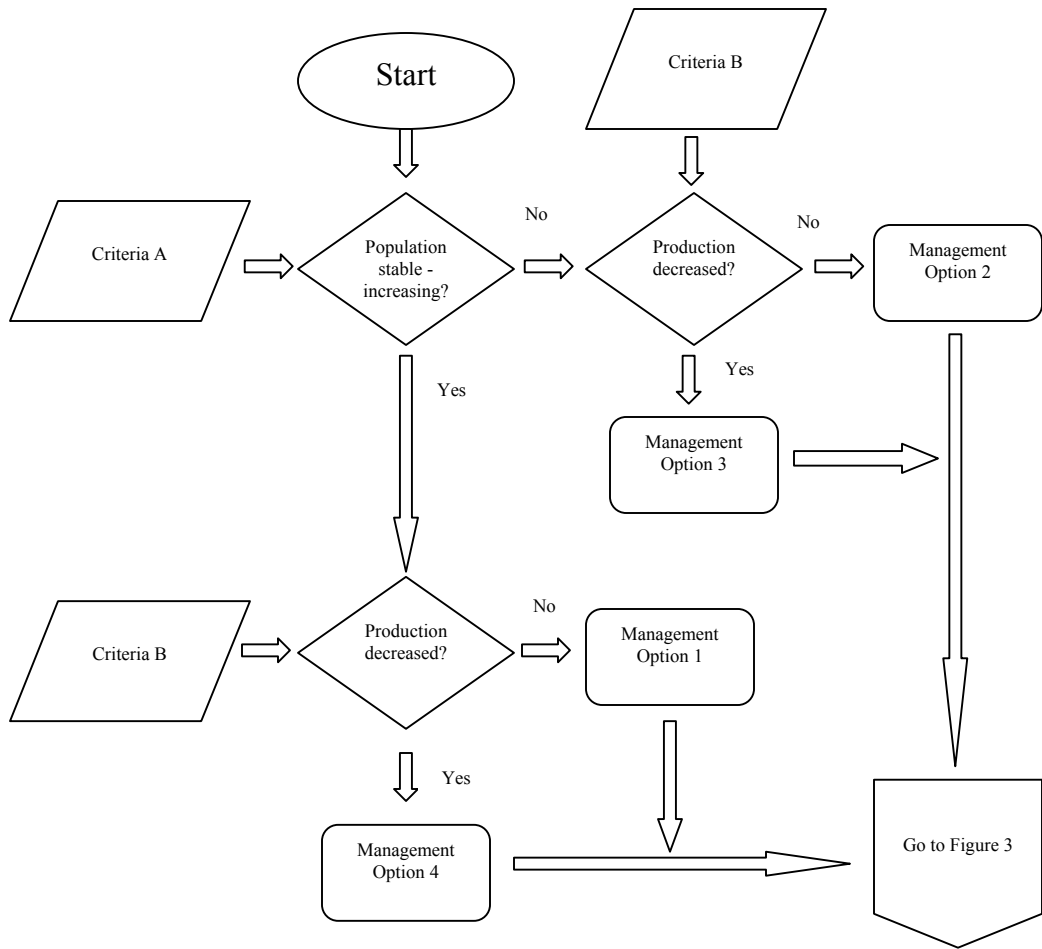 Start
Criteria B
Criteria A
Population
stable -
increasing?
No
Production
decreased?
No
Management
Option 2
Yes
Yes
Management
Option 3
Criteria B
Production
decreased?
No
Management
Option 1
Yes
Management
Option 4
Go to Figure 3